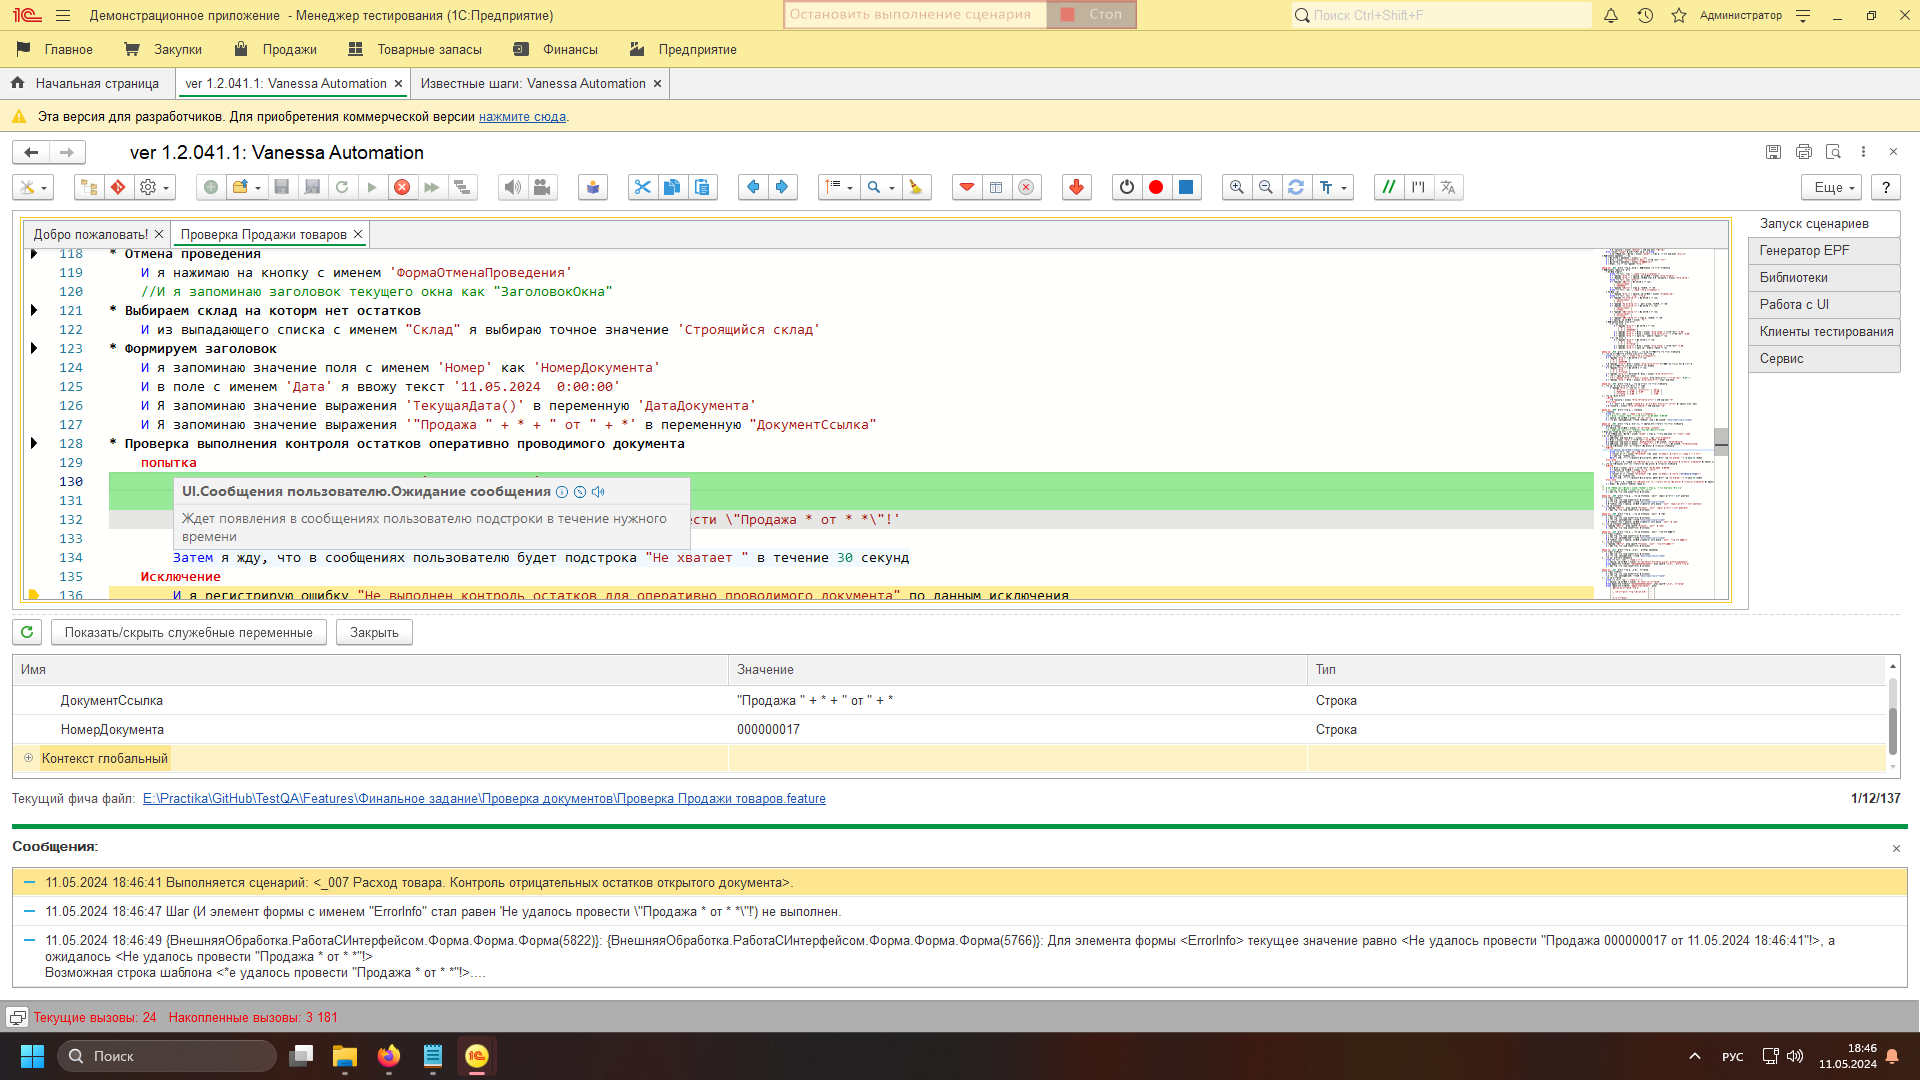 Демонстрационное приложение - Менеджер тестирования (1С:Предприятие)
Остановить выполнение сценария Стоп
Поиск Ctrl+Shift+F
Администратор
Главное Закупки Продажи Товарные запасы Финансы Предприятие
Начальная страница
ver 1.2.041.1: Vanessa Automation ×
Известные шаги: Vanessa Automation ×
Эта версия для разработчиков. Для приобретения коммерческой версии нажмите сюда.
ver 1.2.041.1: Vanessa Automation
Еще
?
Добро пожаловать! ×
Проверка Продажи товаров ×
118 * Отмена проведения
119 И я нажимаю на кнопку с именем 'ФормаОтменаПроведения'
120 //И я запоминаю заголовок текущего окна как "ЗаголовокОкна"
121 * Выбираем склад на которм нет остатков
122 И из выпадающего списка с именем "Склад" я выбираю точное значение 'Строящийся склад'
123 * Формируем заголовок
124 И я запоминаю значение поля с именем 'Номер' как 'НомерДокумента'
125 И в поле с именем 'Дата' я ввожу текст '11.05.2024  0:00:00'
126 И Я запоминаю значение выражения 'ТекущаяДата()' в переменную 'ДатаДокумента'
127 И Я запоминаю значение выражения '"Продажа " + * + " от " + *' в переменную "ДокументСсылка"
128 * Проверка выполнения контроля остатков оперативно проводимого документа
129 попытка
130
131
UI.Сообщения пользователю.Ожидание сообщения
Ждет появления в сообщениях пользователю подстроки в течение нужного
времени
132 ести \"Продажа * от * *\"!'
133
134 Затем я жду, что в сообщениях пользователю будет подстрока "Не хватает " в течение 30 секунд
135 Исключение
136 И я регистрирую ошибку "Не выполнен контроль остатков для оперативно проводимого документа" по данным исключения
Запуск сценариев
Генератор EPF
Библиотеки
Работа с UI
Клиенты тестирования
Сервис
Показать/скрыть служебные переменные
Закрыть
Имя Значение Тип
ДокументСсылка "Продажа " + * + " от " + * Строка
НомерДокумента 000000017 Строка
Контекст глобальный
Текущий фича файл: E:\Practika\GitHub\TestQA\Features\Финальное задание\Проверка документов\Проверка Продажи товаров.feature
1/12/137
Сообщения:
11.05.2024 18:46:41 Выполняется сценарий: <_007 Расход товара. Контроль отрицательных остатков открытого документа>.
11.05.2024 18:46:47 Шаг (И элемент формы с именем "ErrorInfo" стал равен 'Не удалось провести \"Продажа * от * *\"!') не выполнен.
11.05.2024 18:46:49 {ВнешняяОбработка.РаботаСИнтерфейсом.Форма.Форма.Форма(5822)}: {ВнешняяОбработка.РаботаСИнтерфейсом.Форма.Форма.Форма(5766)}: Для элемента формы <ErrorInfo> текущее значение равно <Не удалось провести "Продажа 000000017 от 11.05.2024 18:46:41"!>, а
ожидалось <Не удалось провести "Продажа * от * *"!>
Возможная строка шаблона <*е удалось провести "Продажа * от * *"!>....
Текущие вызовы: 24 Накопленные вызовы: 3 181
Поиск
РУС
18:46
11.05.2024